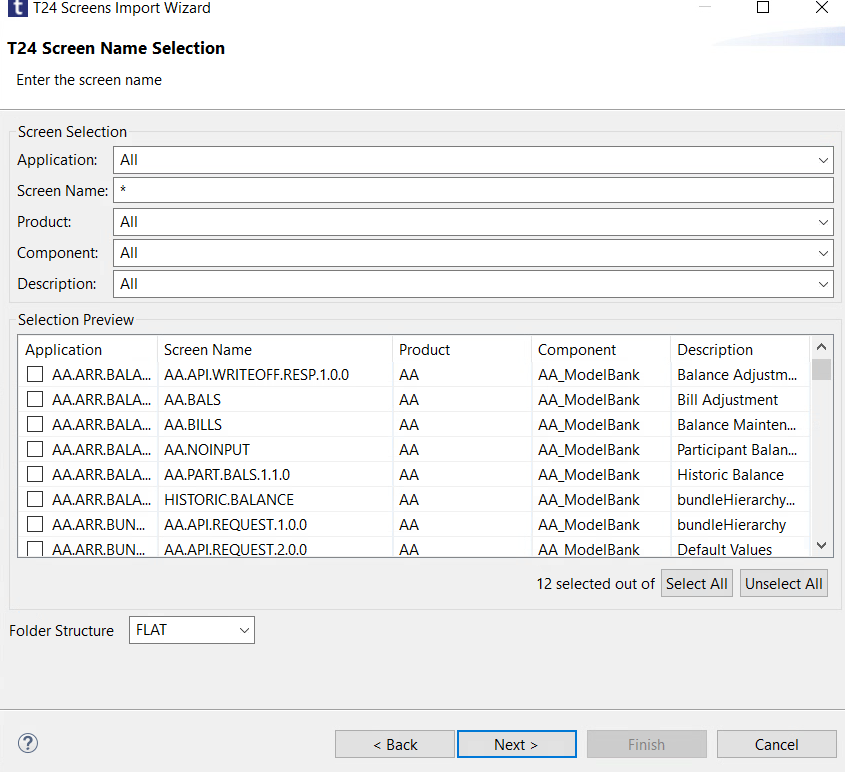 t T24 Screens Import Wizard
T24 Screen Name Selection
Enter the screen name
Screen Selection
Application: All
Screen Name: *
Product: All
Component: All
Description: All
Selection Preview
Application Screen Name Product Component Description
AA.ARR.BALA... AA.API.WRITEOFF.RESP.1.0.0 AA AA_ModelBank Balance Adjustm...
AA.ARR.BALA... AA.BALS AA AA_ModelBank Bill Adjustment
AA.ARR.BALA... AA.BILLS AA AA_ModelBank Balance Mainten...
AA.ARR.BALA... AA.NOINPUT AA AA_ModelBank Participant Balan...
AA.ARR.BALA... AA.PART.BALS.1.1.0 AA AA_ModelBank Historic Balance
AA.ARR.BALA... HISTORIC.BALANCE AA AA_ModelBank bundleHierarchy...
AA.ARR.BUN... AA.API.REQUEST.1.0.0 AA AA_ModelBank bundleHierarchy
AA.ARR.BUN... AA.API.REQUEST.2.0.0 AA AA_ModelBank Default Values
12 selected out of Select All Unselect All
Folder Structure FLAT
? < Back Next > Finish Cancel